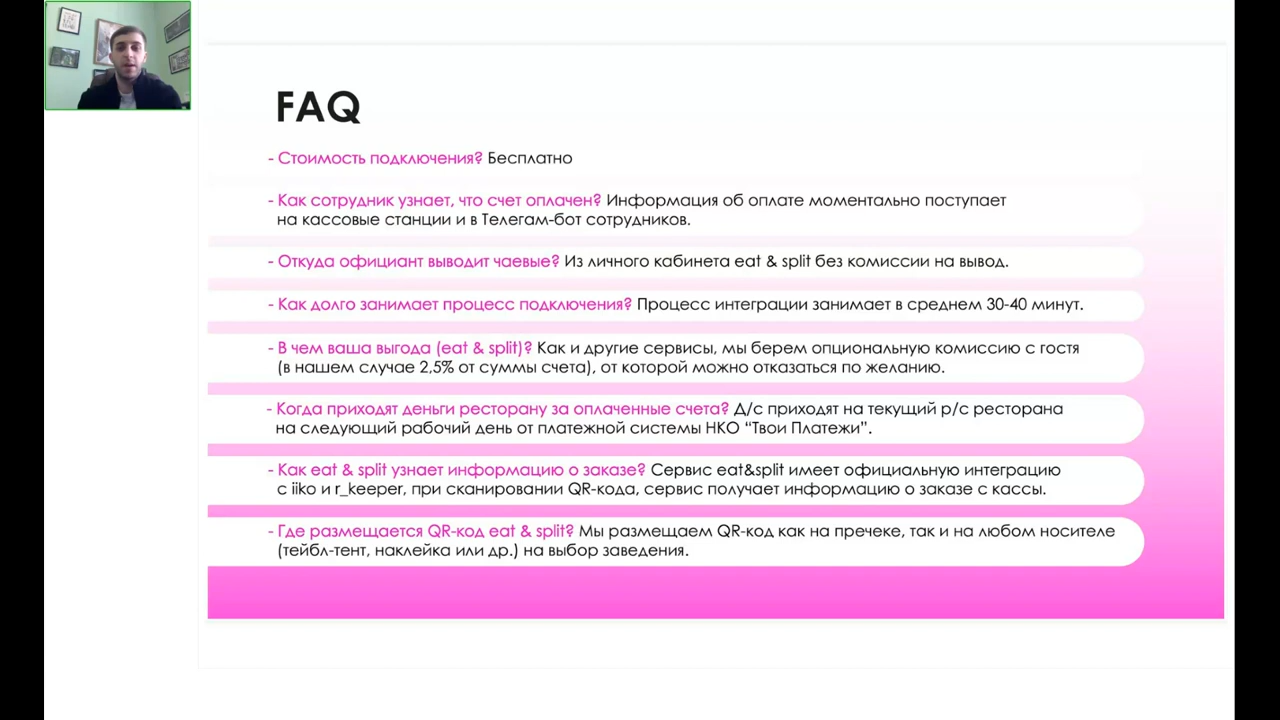 FAQ
- Стоимость подключения? Бесплатно
- Как сотрудник узнает, что счет оплачен? Информация об оплате моментально поступает
на кассовые станции и в Телегам-бот сотрудников.
- Откуда официант выводит чаевые? Из личного кабинета eat & split без комиссии на вывод.
- Как долго занимает процесс подключения? Процесс интеграции занимает в среднем 30-40 минут.
- В чем ваша выгода (eat & split)? Как и другие сервисы, мы берем опциональную комиссию с гостя
(в нашем случае 2,5% от суммы счета), от которой можно отказаться по желанию.
- Когда приходят деньги ресторану за оплаченные счета? Д/с приходят на текущий р/с ресторана
на следующий рабочий день от платежной системы НКО “Твои Платежи”.
- Как eat & split узнает информацию о заказе? Сервис eat&split имеет официальную интеграцию
с iiko и r_keeper, при сканировании QR-кода, сервис получает информацию о заказе с кассы.
- Где размещается QR-код eat & split? Мы размещаем QR-код как на пречеке, так и на любом носителе
(тейбл-тент, наклейка или др.) на выбор заведения.